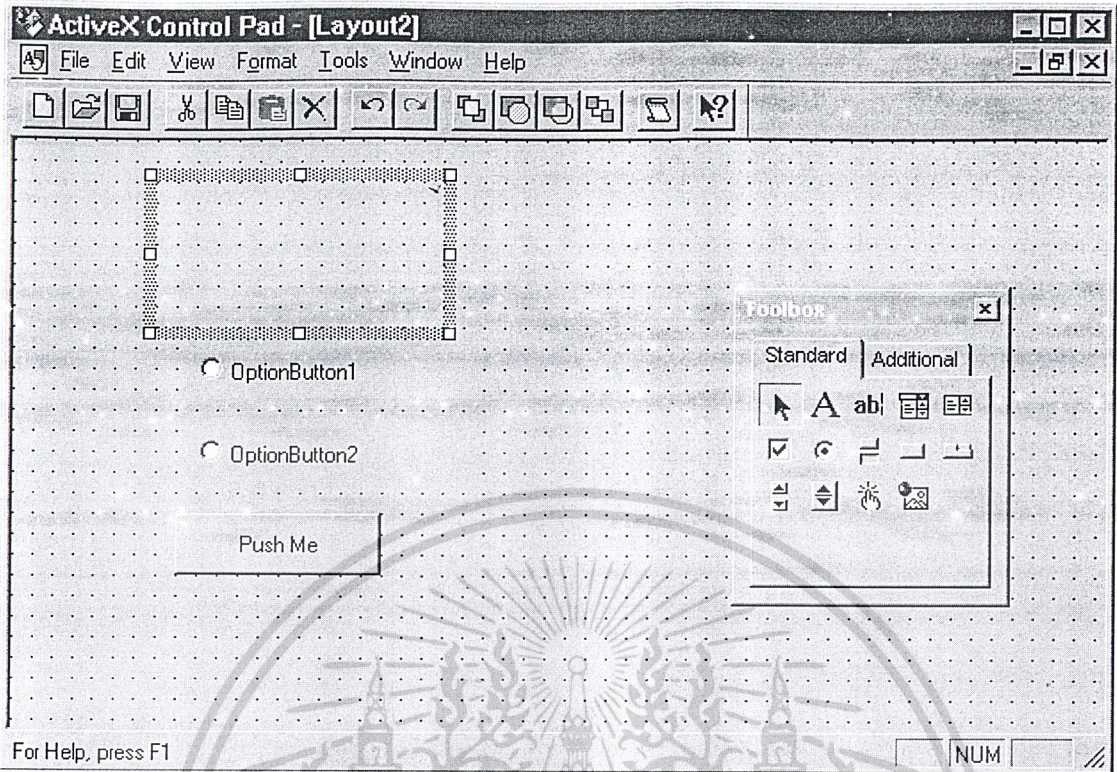 ActiveX Control Pad - [Layout2]
File Edit View Format Tools Window Help
Toolbox
Standard Additional
A ab
OptionButton1
OptionButton2
Push Me
For Help, press F1 NUM